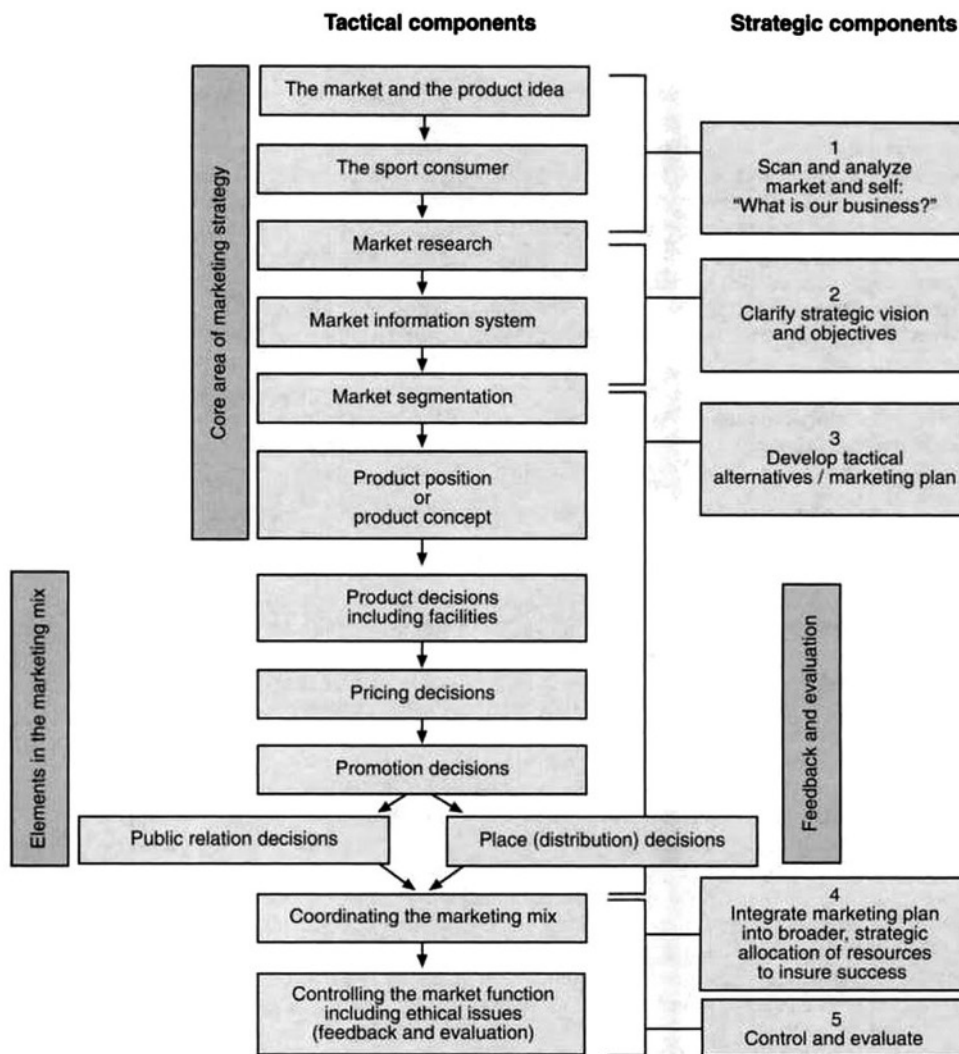 Tactical components
Strategic components
Core area of marketing strategy
The market and the product idea
The sport consumer
Market research
Market information system
Market segmentation
Product position
or
product concept
Elements in the marketing mix
Product decisions
including facilities
Pricing decisions
Promotion decisions
Public relation decisions
Place (distribution) decisions
Coordinating the marketing mix
Controlling the market function
including ethical issues
(feedback and evaluation)
1
Scan and analyze
market and self:
“What is our business?”
2
Clarify strategic vision
and objectives
3
Develop tactical
alternatives / marketing plan
Feedback and evaluation
4
Integrate marketing plan
into broader, strategic
allocation of resources
to insure success
5
Control and evaluate